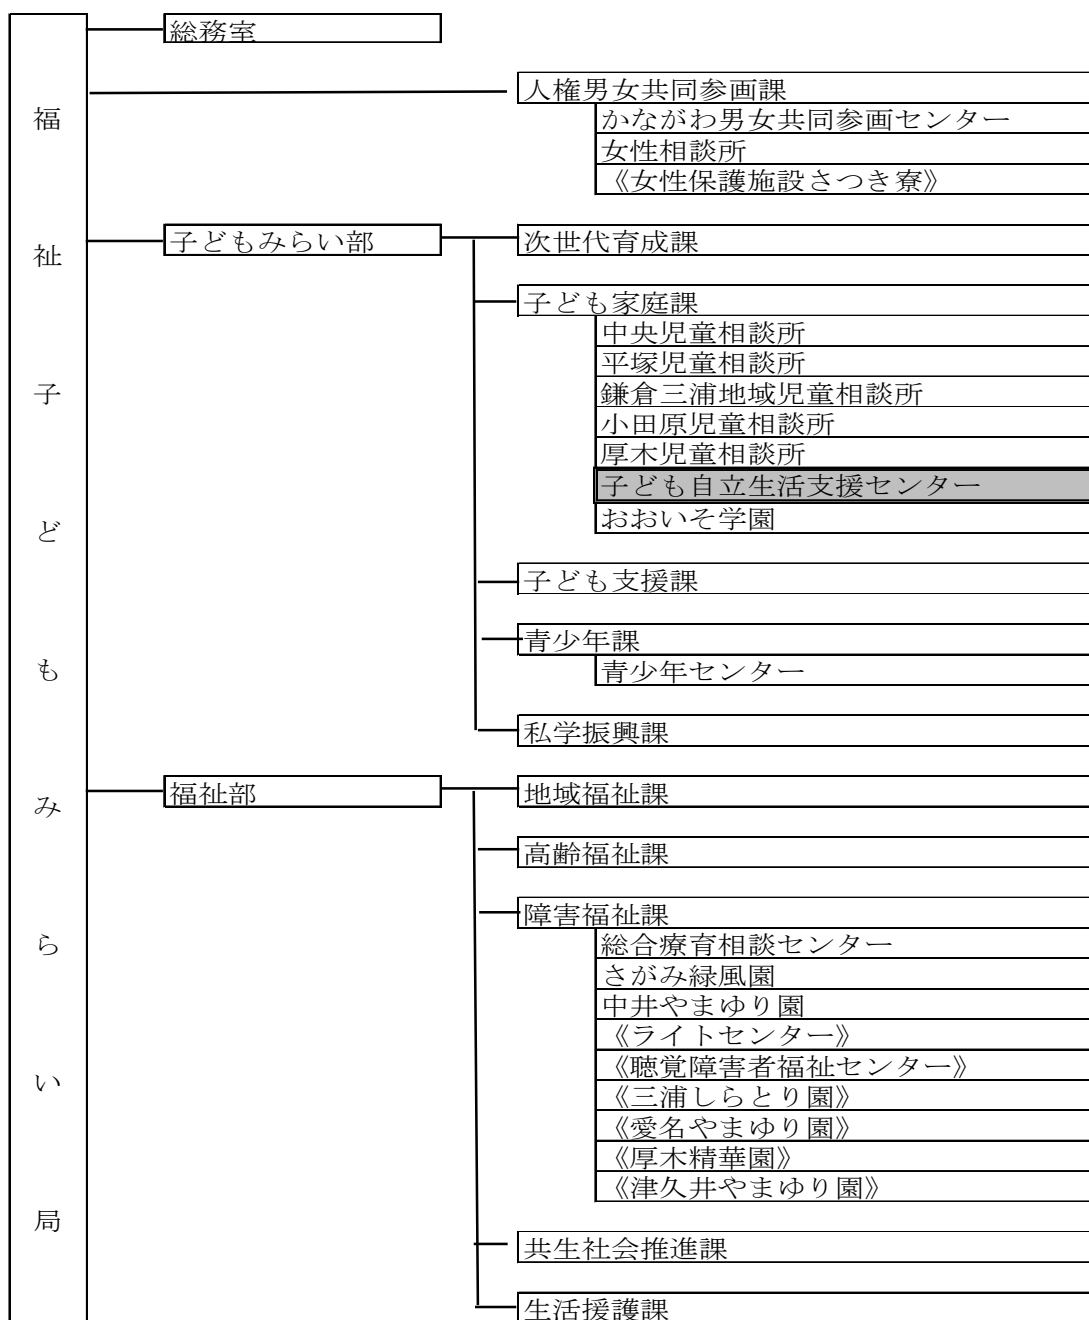 福祉子どもみらい局
総務室
人権男女共同参画課
かながわ男女共同参画センター
女性相談所
《女性保護施設さつき寮》
子どもみらい部
次世代育成課
子ども家庭課
中央児童相談所
平塚児童相談所
鎌倉三浦地域児童相談所
小田原児童相談所
厚木児童相談所
子ども自立生活支援センター
おおいそ学園
子ども支援課
青少年課
青少年センター
私学振興課
福祉部
地域福祉課
高齢福祉課
障害福祉課
総合療育相談センター
さがみ緑風園
中井やまゆり園
《ライトセンター》
《聴覚障害者福祉センター》
《三浦しらとり園》
《愛名やまゆり園》
《厚木精華園》
《津久井やまゆり園》
共生社会推進課
生活援護課